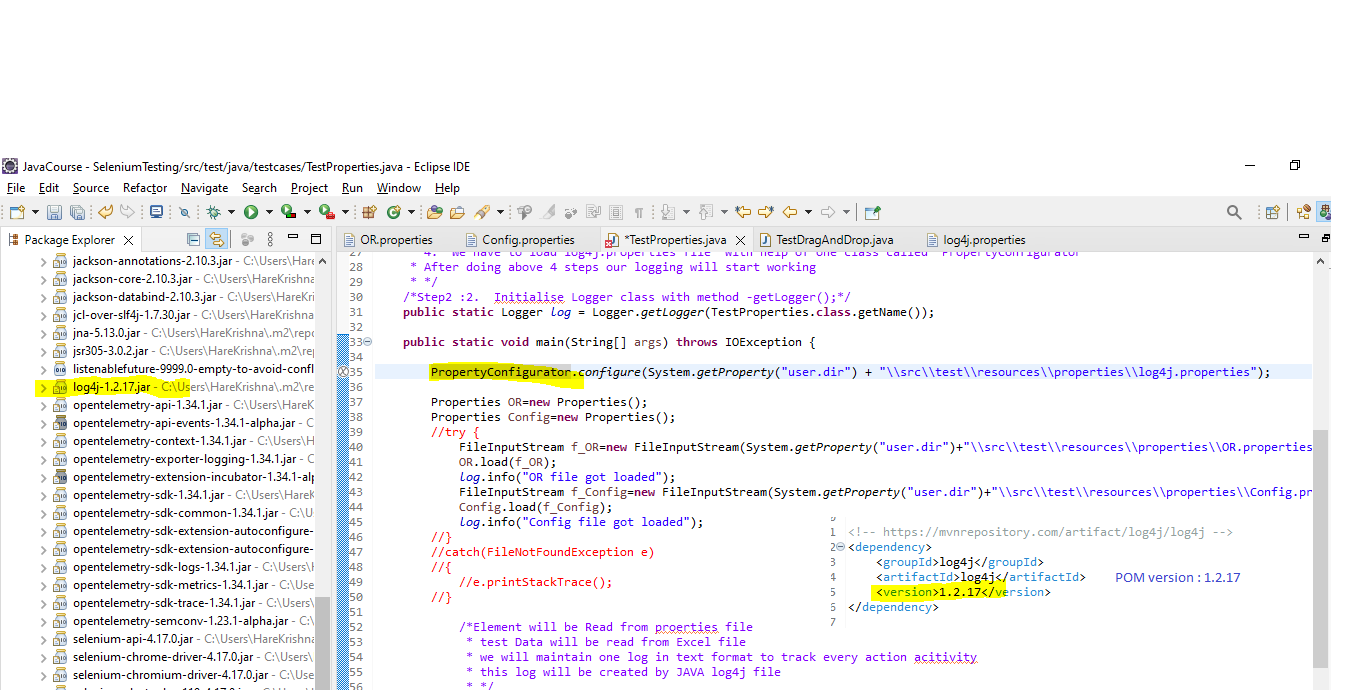 JavaCourse - SeleniumTesting/src/test/java/testcases/TestProperties.java - Eclipse IDE
File Edit Source Refactor Navigate Search Project Run Window Help
Package Explorer
OR.properties Config.properties *TestProperties.java TestDragAndDrop.java log4j.properties
jackson-annotations-2.10.3.jar - C:\Users\Hare
jackson-core-2.10.3.jar - C:\Users\HareKrishna
jackson-databind-2.10.3.jar - C:\Users\HareKri
jcl-over-slf4j-1.7.30.jar - C:\Users\HareKrishna
jna-5.13.0.jar - C:\Users\HareKrishna\.m2\repo
jsr305-3.0.2.jar - C:\Users\HareKrishna\.m2\rep
listenablefuture-9999.0-empty-to-avoid-confl
log4j-1.2.17.jar - C:\Users\HareKrishna\.m2\re
opentelemetry-api-1.34.1.jar - C:\Users\HareK
opentelemetry-api-events-1.34.1-alpha.jar - C
opentelemetry-context-1.34.1.jar - C:\Users\
opentelemetry-exporter-logging-1.34.1.jar - C
opentelemetry-extension-incubator-1.34.1-alp
opentelemetry-sdk-1.34.1.jar - C:\Users\HareK
opentelemetry-sdk-common-1.34.1.jar - C:\
opentelemetry-sdk-extension-autoconfigure-
opentelemetry-sdk-extension-autoconfigure-
opentelemetry-sdk-logs-1.34.1.jar - C:\Users\
opentelemetry-sdk-metrics-1.34.1.jar - C:\Use
opentelemetry-sdk-trace-1.34.1.jar - C:\Users\
opentelemetry-semconv-1.23.1-alpha.jar - C:\
selenium-api-4.17.0.jar - C:\Users\HareKrishna
selenium-chrome-driver-4.17.0.jar - C:\Users\
selenium-chromium-driver-4.17.0.jar - C:\Users
27 * 4. We have to load log4j.properties file with help of one class called PropertyConfigurator
28 * After doing above 4 steps our logging will start working
29 * */
30 /*Step2 :2. Initialise Logger class with method -getLogger();*/
31 public static Logger log = Logger.getLogger(TestProperties.class.getName());
32
33 public static void main(String[] args) throws IOException {
34
35 PropertyConfigurator.configure(System.getProperty("user.dir") + "\\src\\test\\resources\\properties\\log4j.properties");
36
37 Properties OR=new Properties();
38 Properties Config=new Properties();
39 //try {
40 FileInputStream f_OR=new FileInputStream(System.getProperty("user.dir")+"\\src\\test\\resources\\properties\\OR.properties
41 OR.load(f_OR);
42 log.info("OR file got loaded");
43 FileInputStream f_Config=new FileInputStream(System.getProperty("user.dir")+"\\src\\test\\resources\\properties\\Config.pr
44 Config.load(f_Config);
45 log.info("Config file got loaded");
46 //}
47 //catch(FileNotFoundException e)
48 //{
49 //e.printStackTrace();
50 //}
51
52 /*Element will be Read from proerties file
53 * test Data will be read from Excel file
54 * we will maintain one log in text format to track every action acitivity
55 * this log will be created by JAVA log4j file
56 * */
1 <!-- https://mvnrepository.com/artifact/log4j/log4j -->
2 <dependency>
3 <groupId>log4j</groupId>
4 <artifactId>log4j</artifactId> POM version : 1.2.17
5 <version>1.2.17</version>
6 </dependency>
7